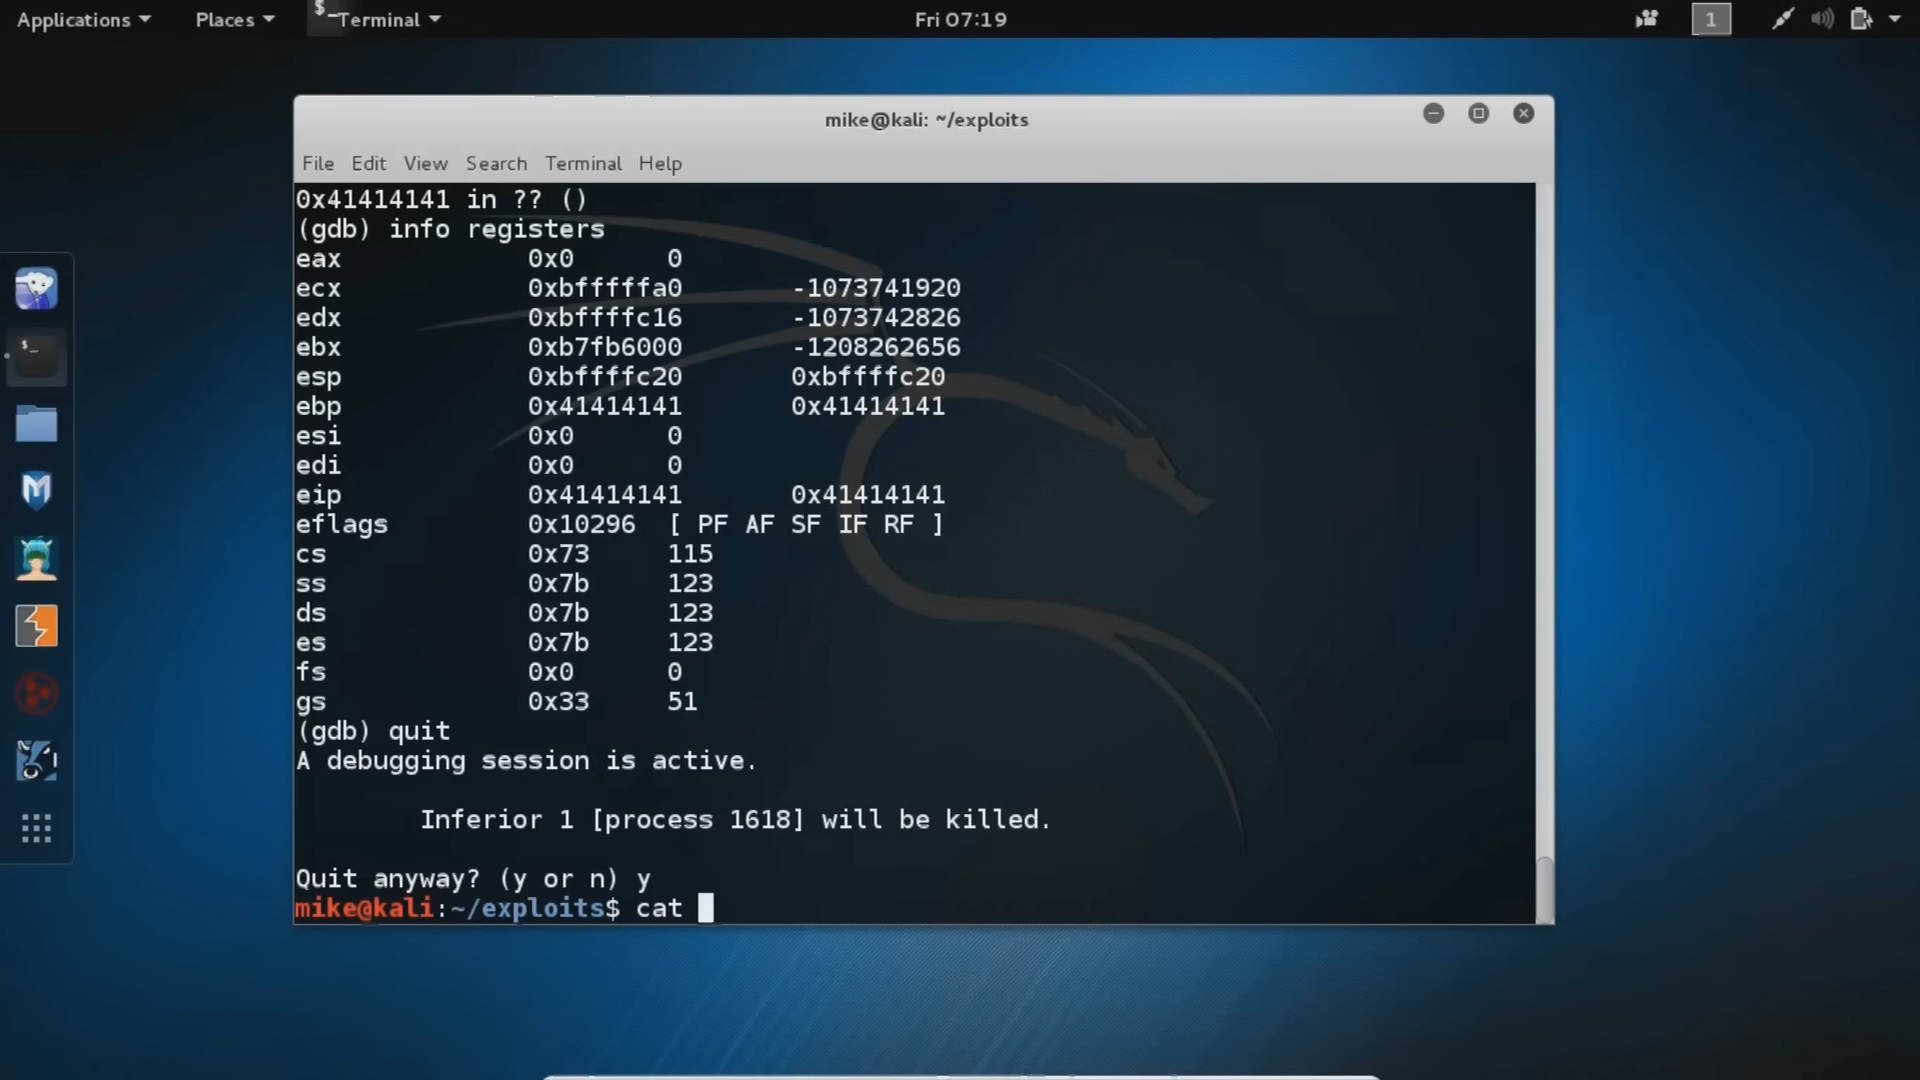 Applications Places Terminal Fri 07:19 1
mike@kali: ~/exploits
File Edit View Search Terminal Help
0x41414141 in ?? ()
(gdb) info registers
eax 0x0 0
ecx 0xbfffffa0 -1073741920
edx 0xbffffc16 -1073742826
ebx 0xb7fb6000 -1208262656
esp 0xbffffc20 0xbffffc20
ebp 0x41414141 0x41414141
esi 0x0 0
edi 0x0 0
eip 0x41414141 0x41414141
eflags 0x10296 [ PF AF SF IF RF ]
cs 0x73 115
ss 0x7b 123
ds 0x7b 123
es 0x7b 123
fs 0x0 0
gs 0x33 51
(gdb) quit
A debugging session is active.
Inferior 1 [process 1618] will be killed.
Quit anyway? (y or n) y
mike@kali:~/exploits$ cat